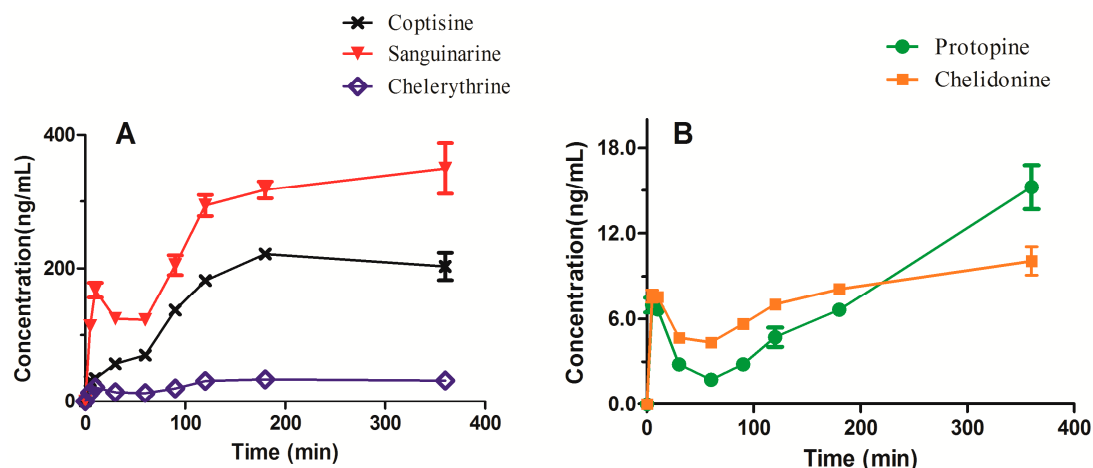 Coptisine
Sanguinarine
Chelerythrine
A
Concentration(ng/mL)
400
200
0
0 100 200 300 400
Time (min)
Protopine
Chelidonine
B
Concentration(ng/mL)
18.0
12.0
6.0
0.0
0 100 200 300 400
Time (min)